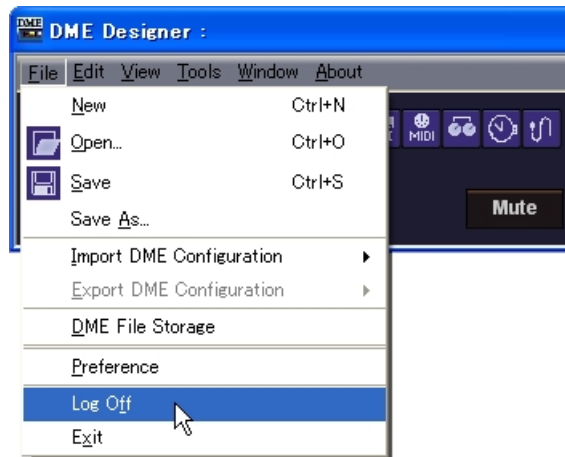 DME Designer :
File Edit View Tools Window About
New Ctrl+N
Open... Ctrl+O
Save Ctrl+S
Save As...
Import DME Configuration
Export DME Configuration
DME File Storage
Preference
Log Off
Exit
MIDI
Mute